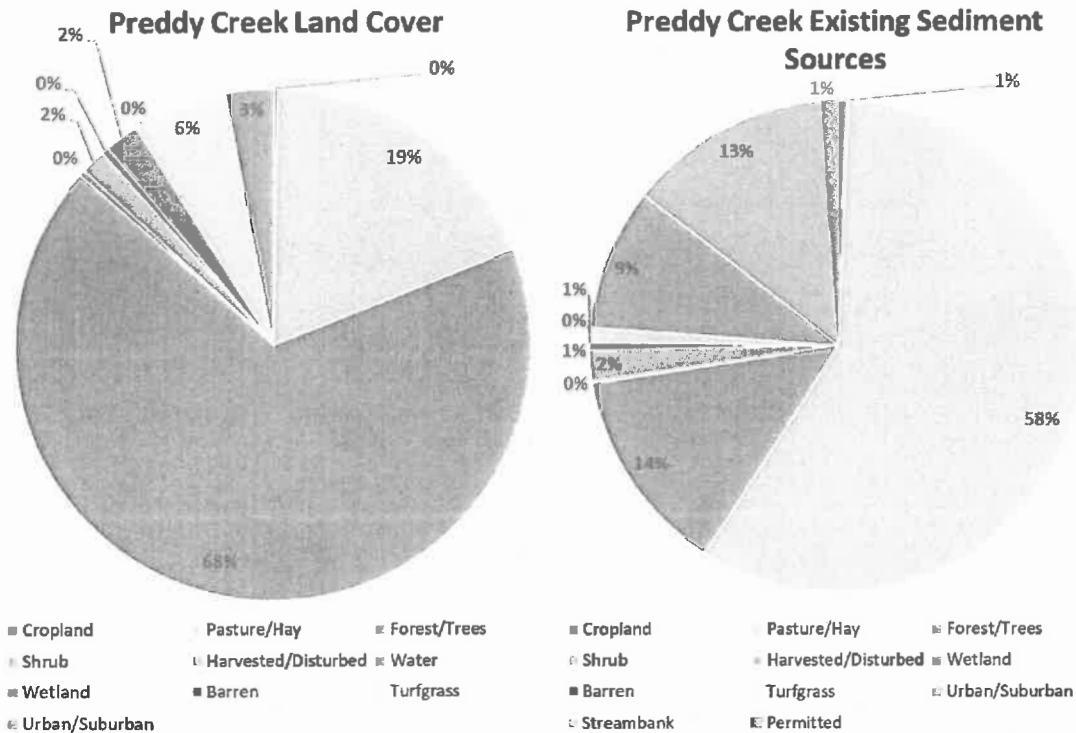 Preddy Creek Land Cover
2%
0%
0%
0%
2%
6%
3%
19%
0%
68%
Cropland Pasture/Hay Forest/Trees
Shrub Harvested/Disturbed Water
Wetland Barren Turfgrass
Urban/Suburban
Preddy Creek Existing Sediment
Sources
1%
1%
13%
9%
1%
0%
1%
2%
0%
58%
14%
Cropland Pasture/Hay Forest/Trees
Shrub Harvested/Disturbed Wetland
Barren Turfgrass Urban/Suburban
Streambank Permitted